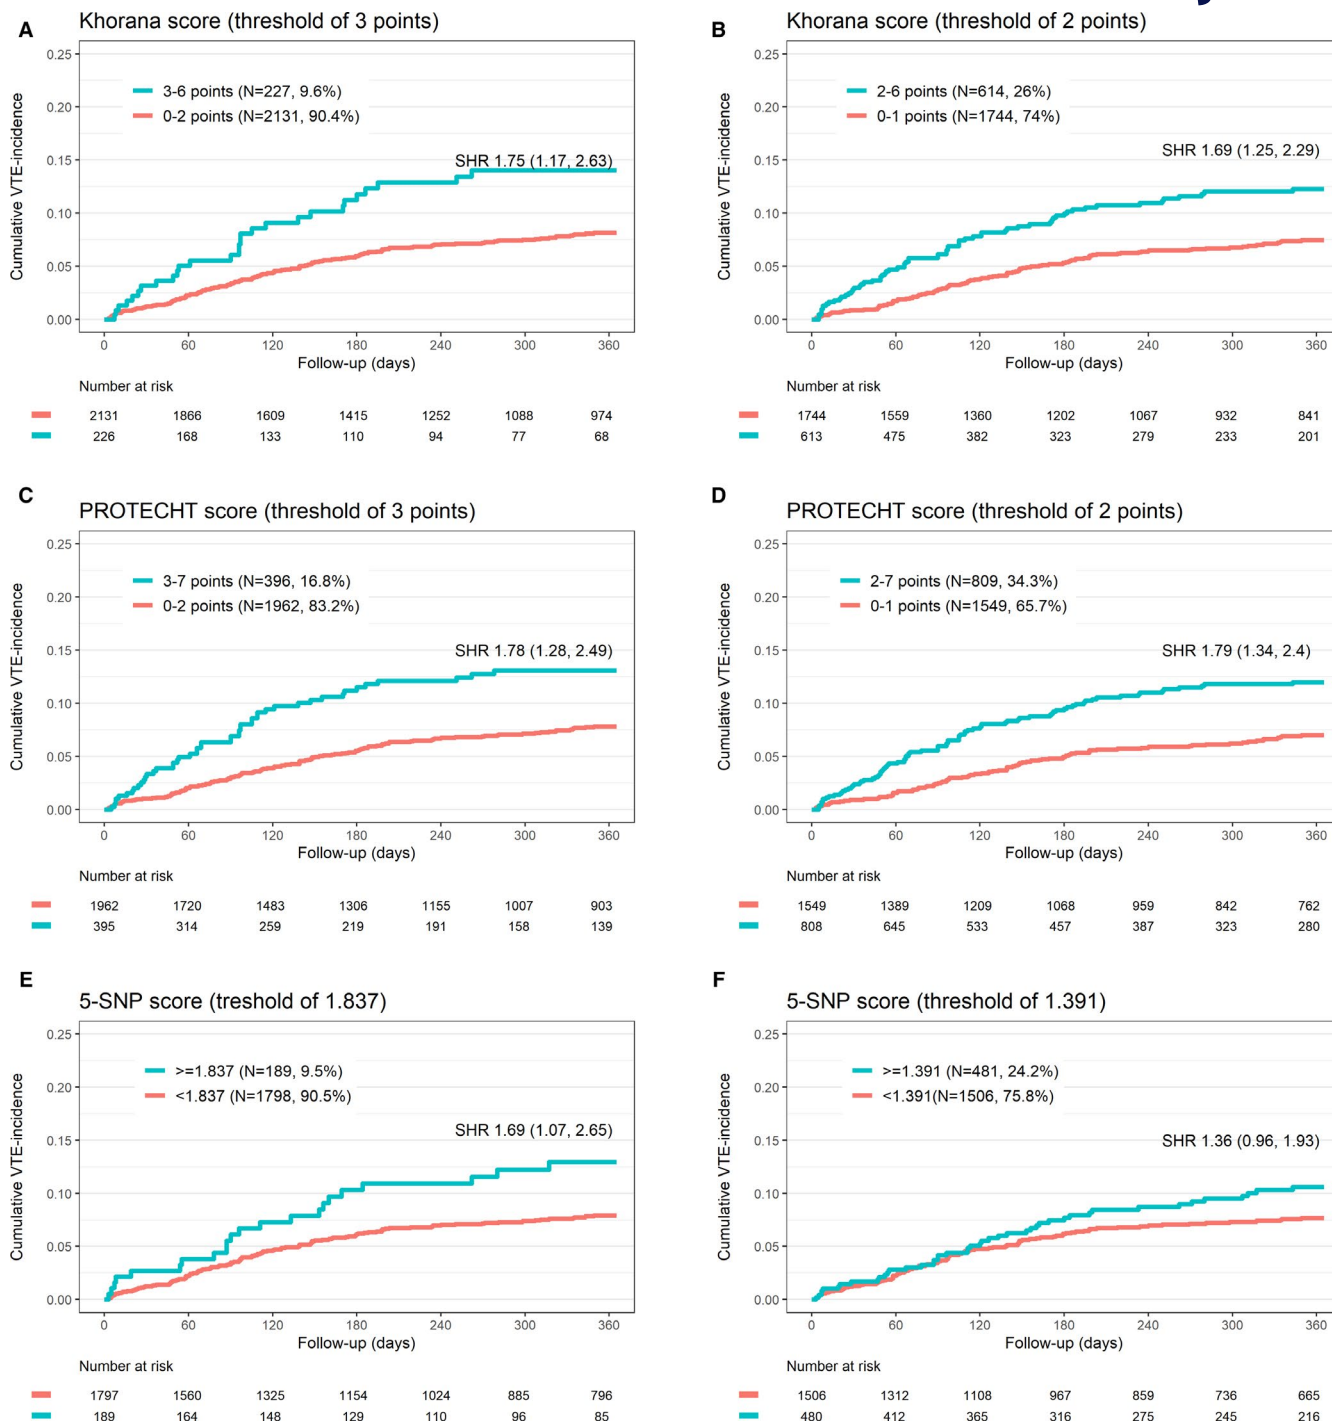 A
Khorana score (threshold of 3 points)
Cumulative VTE-incidence
0.25
0.20
0.15
0.10
0.05
0.00
3-6 points (N=227, 9.6%)
0-2 points (N=2131, 90.4%)
SHR 1.75 (1.17, 2.63)
0 60 120 180 240 300 360
Follow-up (days)
Number at risk
2131 1866 1609 1415 1252 1088 974
226 168 133 110 94 77 68
B
Khorana score (threshold of 2 points)
Cumulative VTE-incidence
0.25
0.20
0.15
0.10
0.05
0.00
2-6 points (N=614, 26%)
0-1 points (N=1744, 74%)
SHR 1.69 (1.25, 2.29)
0 60 120 180 240 300 360
Follow-up (days)
Number at risk
1744 1559 1360 1202 1067 932 841
613 475 382 323 279 233 201
C
PROTECHT score (threshold of 3 points)
Cumulative VTE-incidence
0.25
0.20
0.15
0.10
0.05
0.00
3-7 points (N=396, 16.8%)
0-2 points (N=1962, 83.2%)
SHR 1.78 (1.28, 2.49)
0 60 120 180 240 300 360
Follow-up (days)
Number at risk
1962 1720 1483 1306 1155 1007 903
395 314 259 219 191 158 139
D
PROTECHT score (threshold of 2 points)
Cumulative VTE-incidence
0.25
0.20
0.15
0.10
0.05
0.00
2-7 points (N=809, 34.3%)
0-1 points (N=1549, 65.7%)
SHR 1.79 (1.34, 2.4)
0 60 120 180 240 300 360
Follow-up (days)
Number at risk
1549 1389 1209 1068 959 842 762
808 645 533 457 387 323 280
E
5-SNP score (treshold of 1.837)
Cumulative VTE-incidence
0.25
0.20
0.15
0.10
0.05
0.00
>=1.837 (N=189, 9.5%)
<1.837 (N=1798, 90.5%)
SHR 1.69 (1.07, 2.65)
0 60 120 180 240 300 360
Follow-up (days)
Number at risk
1797 1560 1325 1154 1024 885 796
189 164 148 129 110 96 85
F
5-SNP score (threshold of 1.391)
Cumulative VTE-incidence
0.25
0.20
0.15
0.10
0.05
0.00
>=1.391 (N=481, 24.2%)
<1.391(N=1506, 75.8%)
SHR 1.36 (0.96, 1.93)
0 60 120 180 240 300 360
Follow-up (days)
Number at risk
1506 1312 1108 967 859 736 665
480 412 365 316 275 245 216